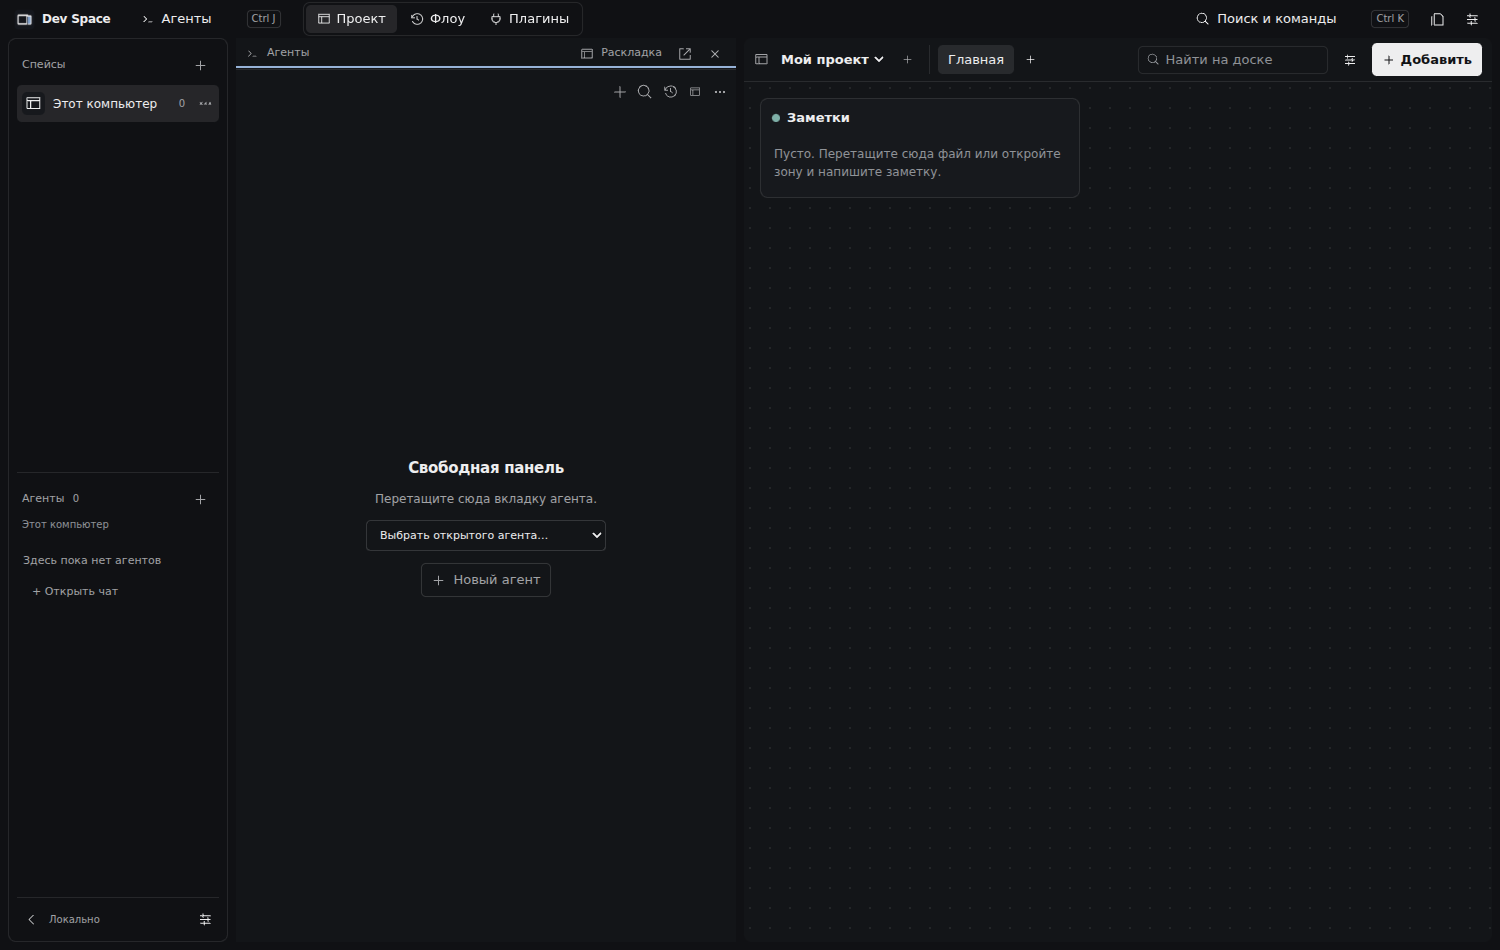 Dev Space
Агенты
Ctrl J
Проект
Флоу
Плагины
Поиск и команды
Ctrl K
Спейсы
Этот компьютер
0
Агенты 0
Этот компьютер
Здесь пока нет агентов
+ Открыть чат
Локально
Агенты
Раскладка
Свободная панель
Перетащите сюда вкладку агента.
Выбрать открытого агента...
Новый агент
Мой проект
Главная
Найти на доске
Добавить
Заметки
Пусто. Перетащите сюда файл или откройте
зону и напишите заметку.